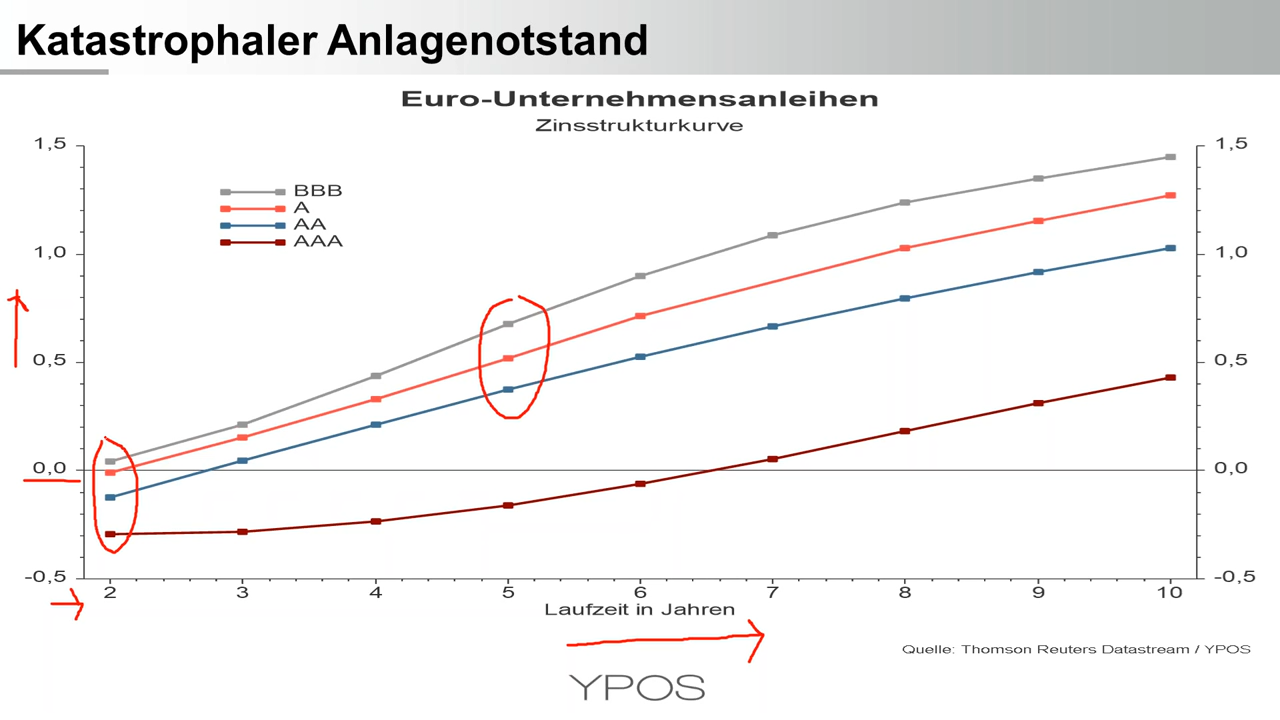 Katastrophaler Anlagenotstand
Euro-Unternehmensanleihen
Zinsstrukturkurve
1,5
1,5
BBB
A
AA
AAA
1,0
1,0
0,5
0,5
0,0
0,0
-0,5
-0,5
2 3 4 5 6 7 8 9 10
Laufzeit in Jahren
Quelle: Thomson Reuters Datastream / YPOS
YPOS